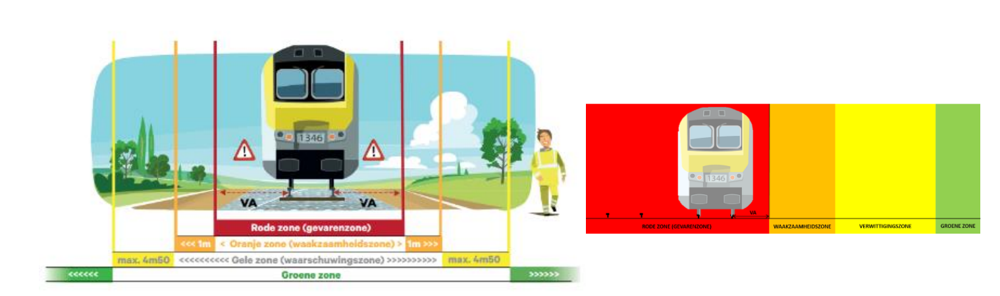 1346
VA VA
Rode zone (gevarenzone)
<<< 1m < Oranje zone (waakzaamheidszone) > 1m >>>
max. 4m50 <<<<<<<<<< Gele zone (waarschuwingszone) >>>>>>>>>> max. 4m50
<<<<<< Groene zone >>>>>>
1346
VA
RODE ZONE (GEVARENZONE) WAAKZAAMHEIDSZONE VERWITTIGINGSZONE GROENE ZONE